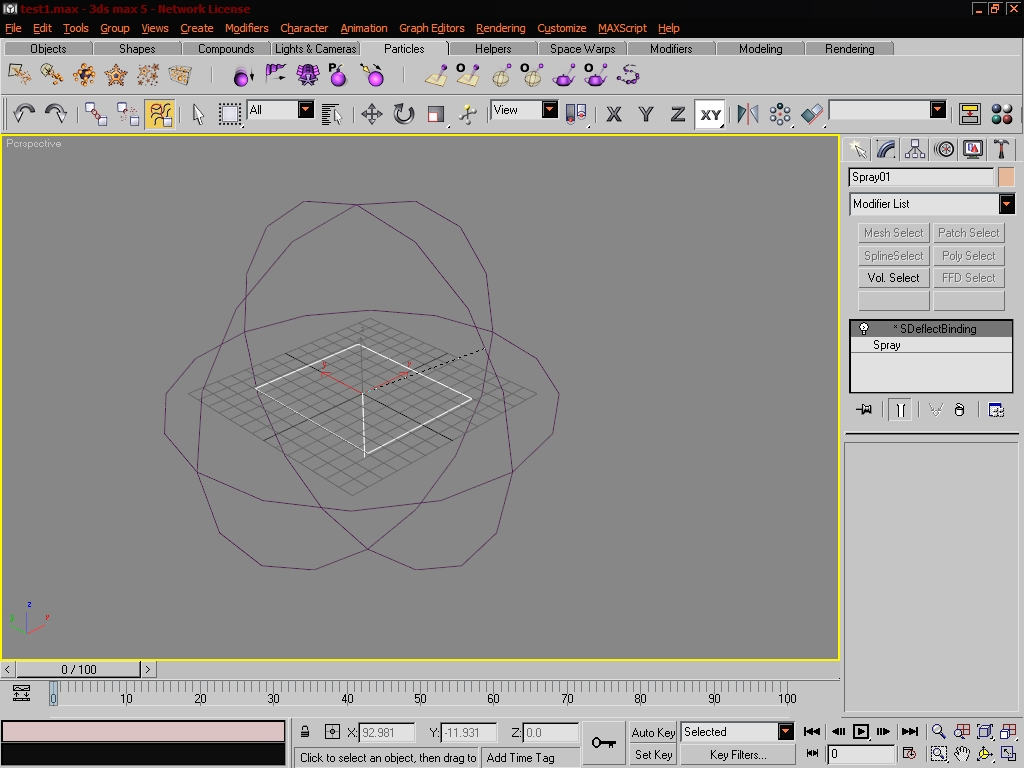 test1.max - 3ds max 5 - Network License
File Edit Tools Group Views Create Modifiers Character Animation Graph Editors Rendering Customize MAXScript Help
Objects Shapes Compounds Lights & Cameras Particles Helpers Space Warps Modifiers Modeling Rendering
All View X Y Z XY
Perspective
Spray01
Modifier List
Mesh Select Patch Select
SplineSelect Poly Select
Vol. Select FFD Select
* SDeflectBinding
Spray
z
y x
0 / 100
0 10 20 30 40 50 60 70 80 90 100
X: 92.981 Y: -11.931 Z: 0.0 Auto Key Selected
Click to select an object, then drag to Add Time Tag Set Key Key Filters... 0